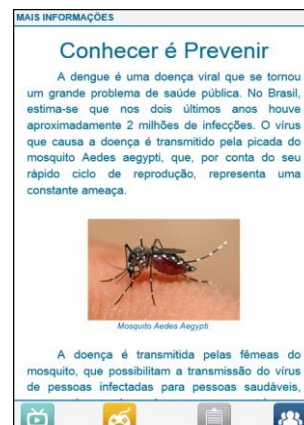 MAIS INFORMAÇÕES
Conhecer é Prevenir
A dengue é uma doença viral que se tornou
um grande problema de saúde pública. No Brasil,
estima-se que nos dois últimos anos houve
aproximadamente 2 milhões de infecções. O vírus
que causa a doença é transmitido pela picada do
mosquito Aedes aegypti, que, por conta do seu
rápido ciclo de reprodução, representa uma
constante ameaça.
Mosquito Aedes Aegypti.
A doença é transmitida pelas fêmeas do
mosquito, que possibilitam a transmissão do vírus
de pessoas infectadas para pessoas saudáveis,